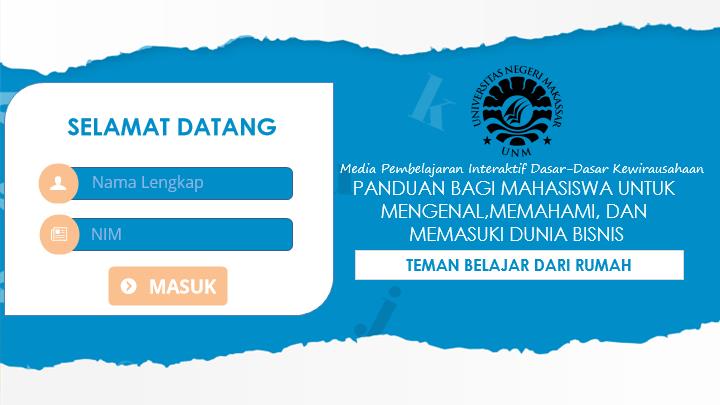 SELAMAT DATANG
Nama Lengkap
NIM
MASUK
UNIVERSITAS NEGERI MAKASSAR
UNM
Media Pembelajaran Interaktif Dasar-Dasar Kewirausahaan
PANDUAN BAGI MAHASISWA UNTUK
MENGENAL,MEMAHAMI, DAN
MEMASUKI DUNIA BISNIS
TEMAN BELAJAR DARI RUMAH
k
j